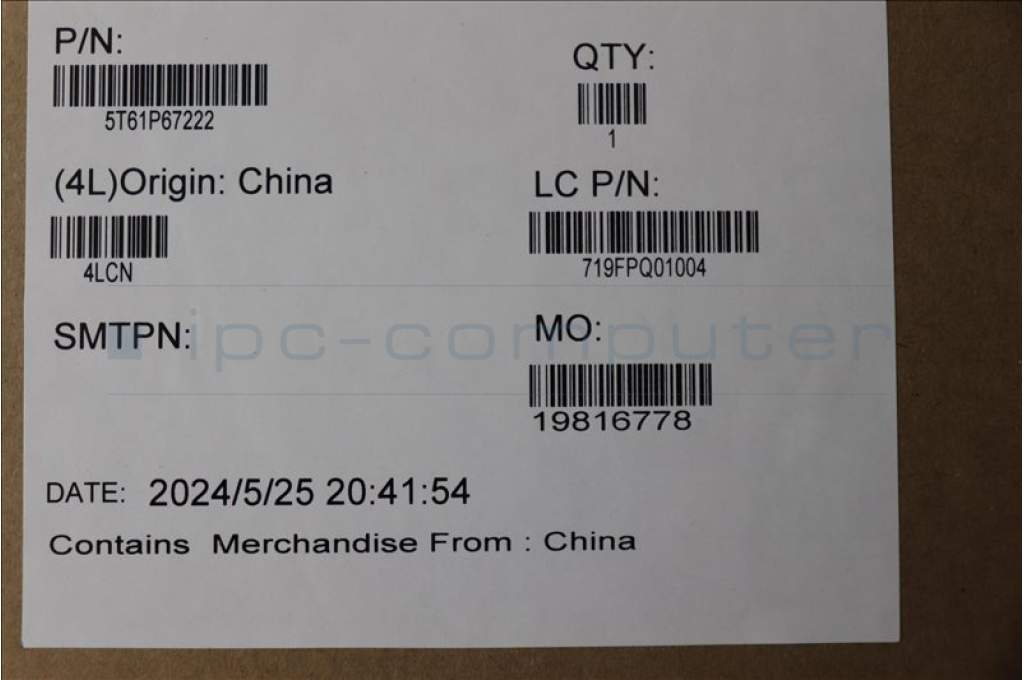 P/N:
5T61P67222
QTY:
1
(4L)Origin: China
4LCN
LC P/N:
719FPQ01004
SMTPN:
MO:
19816778
ipc-computer
DATE: 2024/5/25 20:41:54
Contains Merchandise From : China